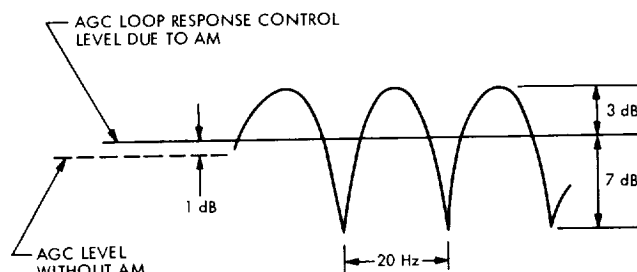 AGC LOOP RESPONSE CONTROL
LEVEL DUE TO AM
3 dB
7 dB
1 dB
20 Hz
AGC LEVEL
WITHOUT AM